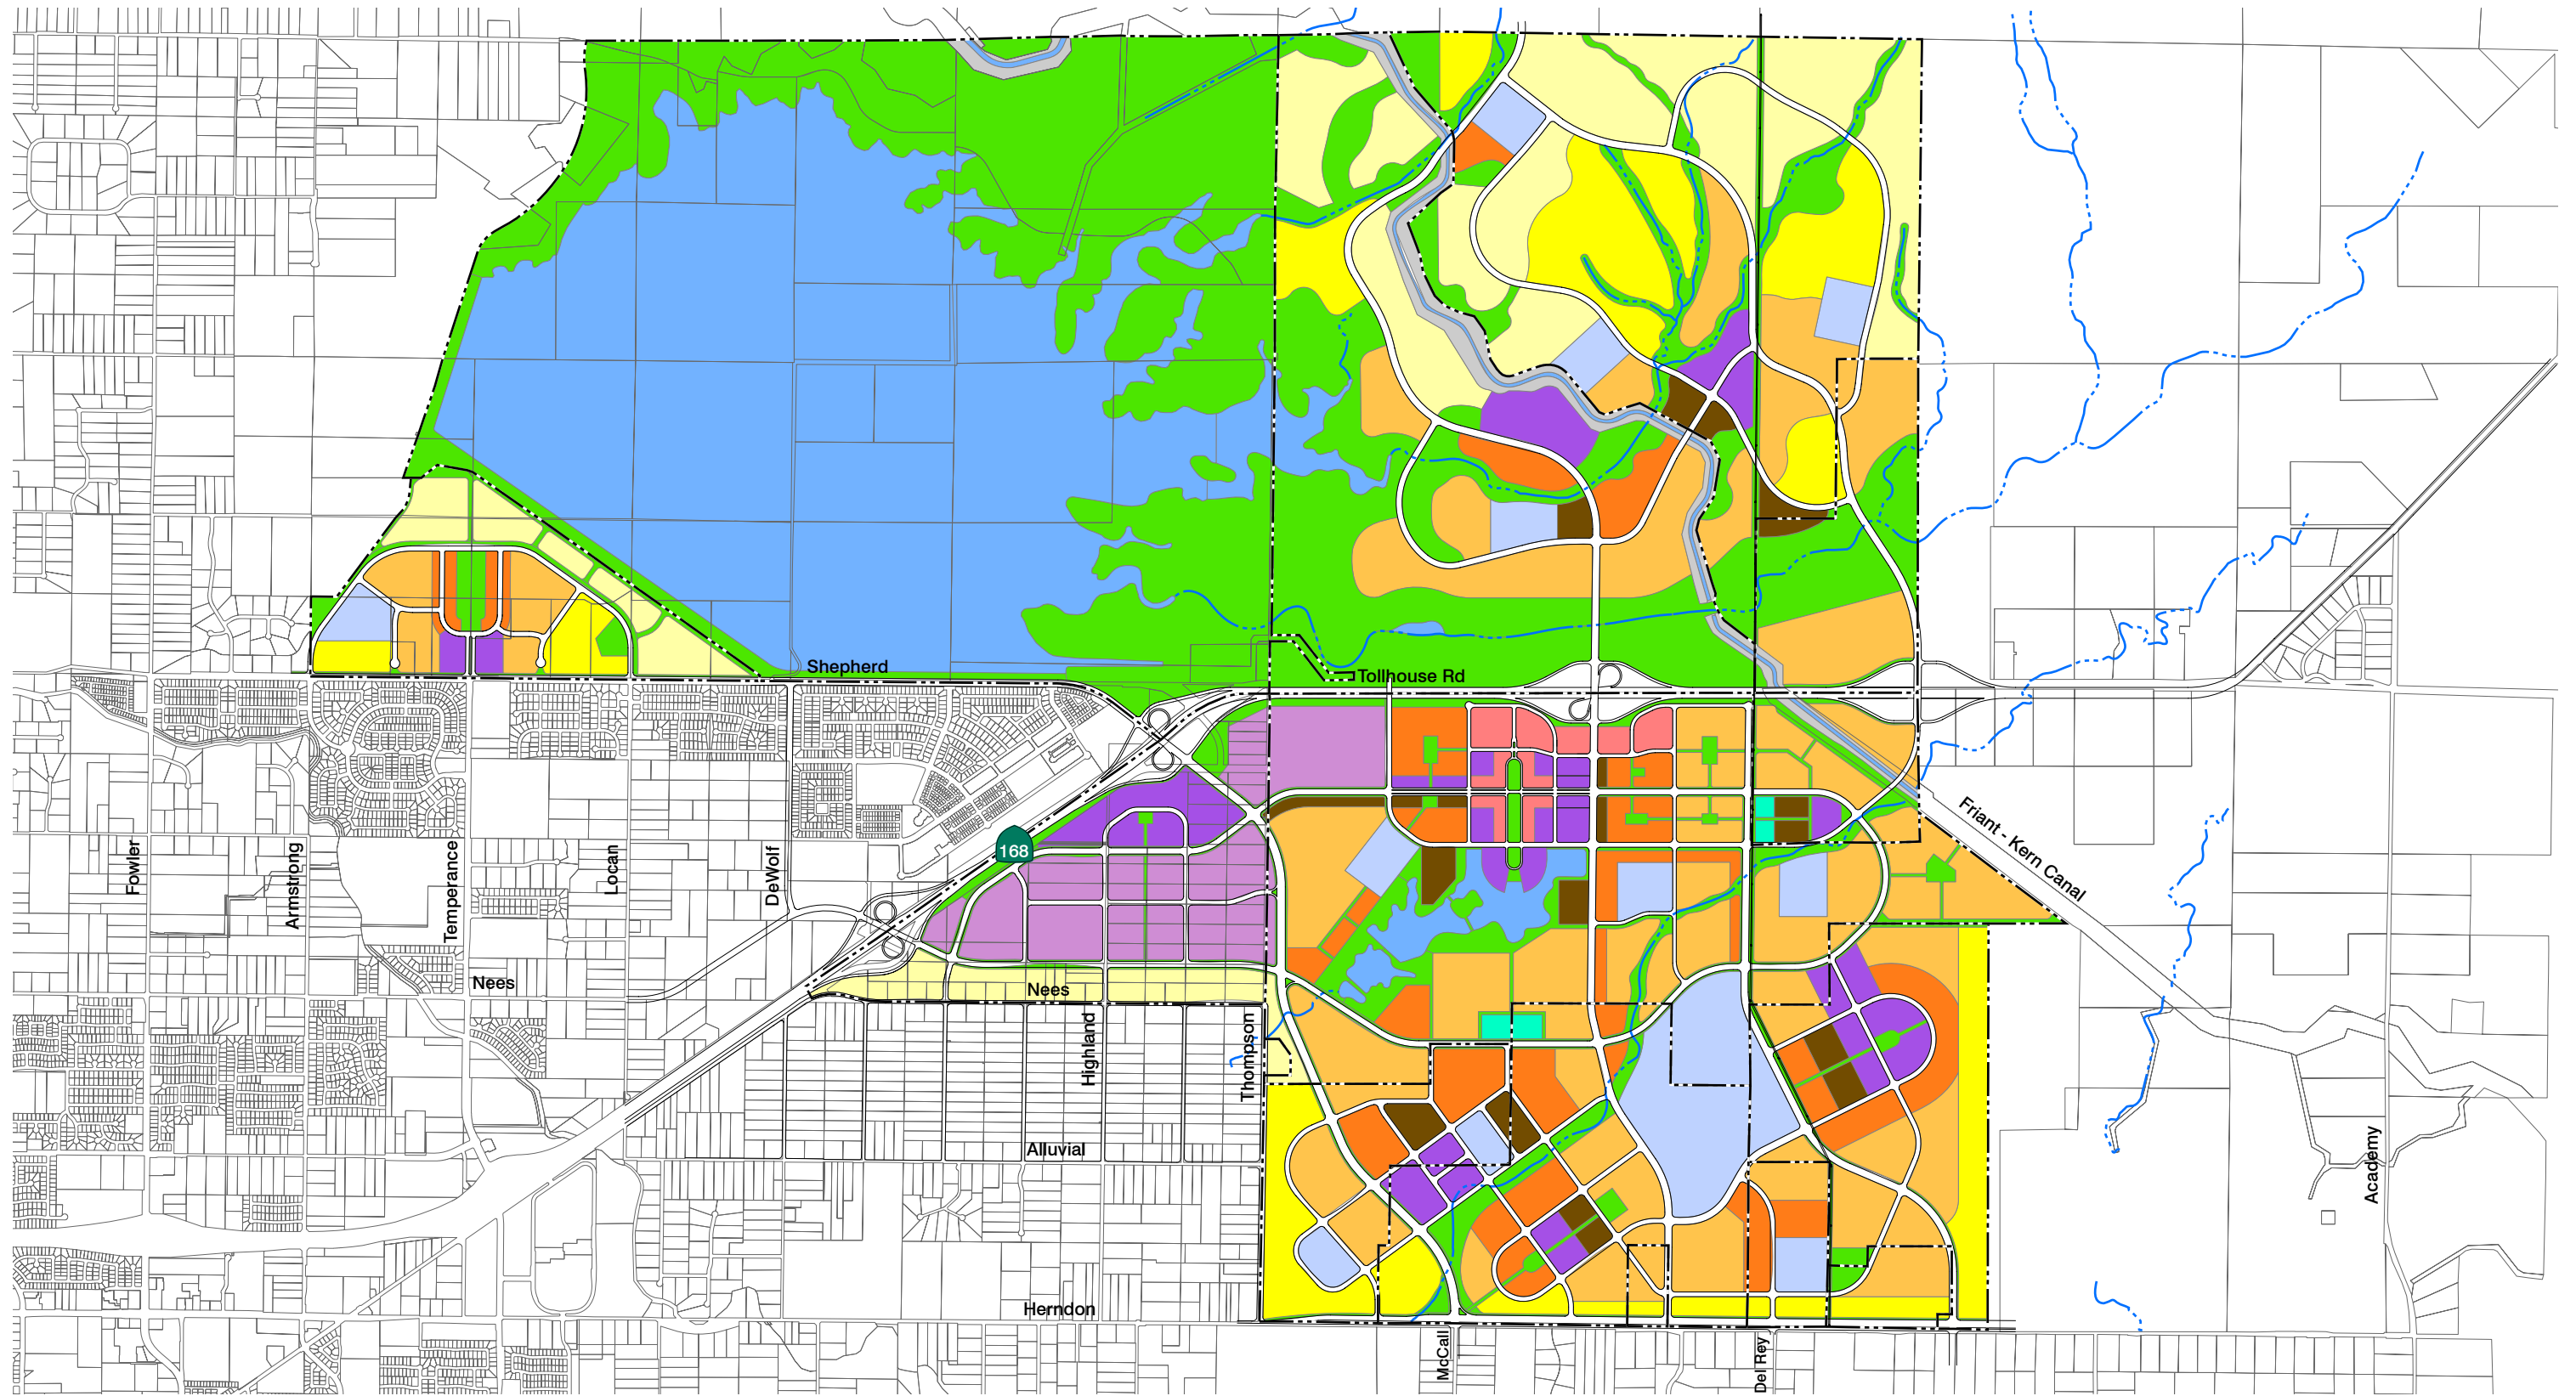 Shepherd
Tollhouse Rd
Friant - Kern Canal
168
Fowler
Armstrong
Temperance
Locan
DeWolf
Nees
Nees
Highland
Thompson
Alluvial
Academy
Herndon
McCall
Del Rey